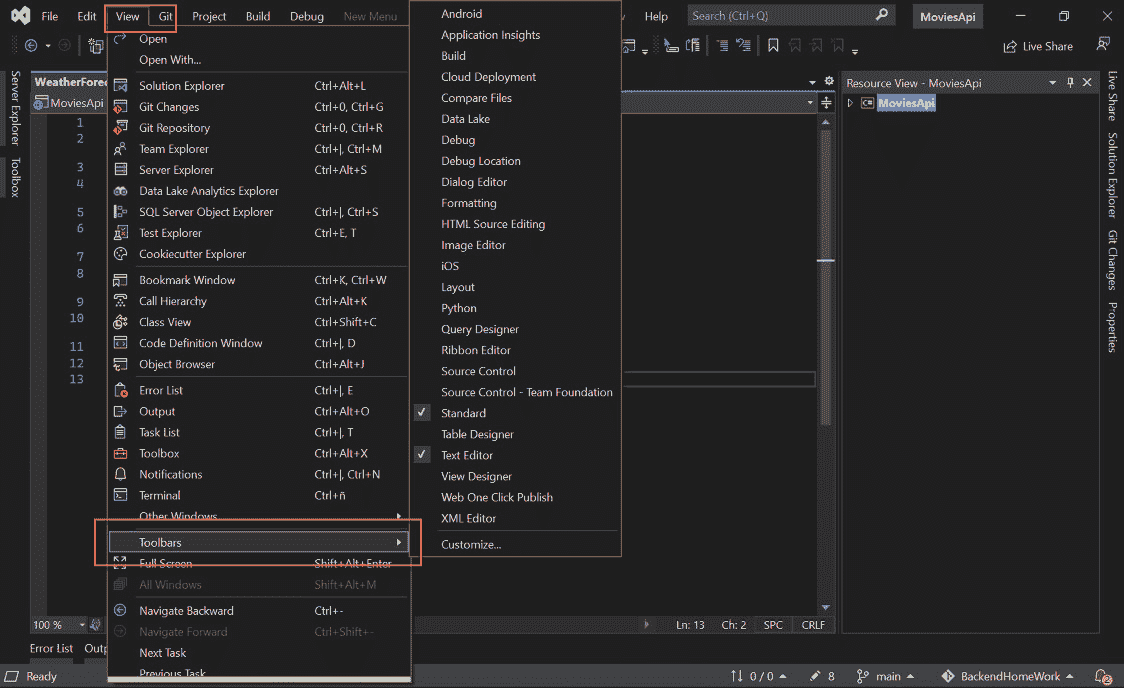 File Edit View Git Project Build Debug New Menu Help Search (Ctrl+Q) MoviesApi
Live Share
Server Explorer
Toolbox
MoviesApi
1
2
3
4
5
6
7
8
9
10
11
12
13
Open
Open With...
Solution Explorer Ctrl+Alt+L
Git Changes Ctrl+0, Ctrl+G
Git Repository Ctrl+0, Ctrl+R
Team Explorer Ctrl+|, Ctrl+M
Server Explorer Ctrl+Alt+S
Data Lake Analytics Explorer
SQL Server Object Explorer Ctrl+|, Ctrl+S
Test Explorer Ctrl+E, T
Cookiecutter Explorer
Bookmark Window Ctrl+K, Ctrl+W
Call Hierarchy Ctrl+Alt+K
Class View Ctrl+Shift+C
Code Definition Window Ctrl+|, D
Object Browser Ctrl+Alt+J
Error List Ctrl+|, E
Output Ctrl+Alt+O
Task List Ctrl+|, T
Toolbox Ctrl+Alt+X
Notifications Ctrl+|, Ctrl+N
Terminal Ctrl+ñ
Other Windows
Toolbars
Full Screen Shift+Alt+Enter
All Windows Shift+Alt+M
Navigate Backward Ctrl+-
Navigate Forward Ctrl+Shift+-
Next Task
Previous Task
Android
Application Insights
Build
Cloud Deployment
Compare Files
Data Lake
Debug
Debug Location
Dialog Editor
Formatting
HTML Source Editing
Image Editor
iOS
Layout
Python
Query Designer
Ribbon Editor
Source Control
Source Control - Team Foundation
Standard
Table Designer
Text Editor
View Designer
Web One Click Publish
XML Editor
Customize...
Resource View - MoviesApi
MoviesApi
Live Share
Solution Explorer
Git Changes
Properties
100 % Ln: 13 Ch: 2 SPC CRLF
Error List
Ready 0 / 0 8 main BackendHomeWork 2